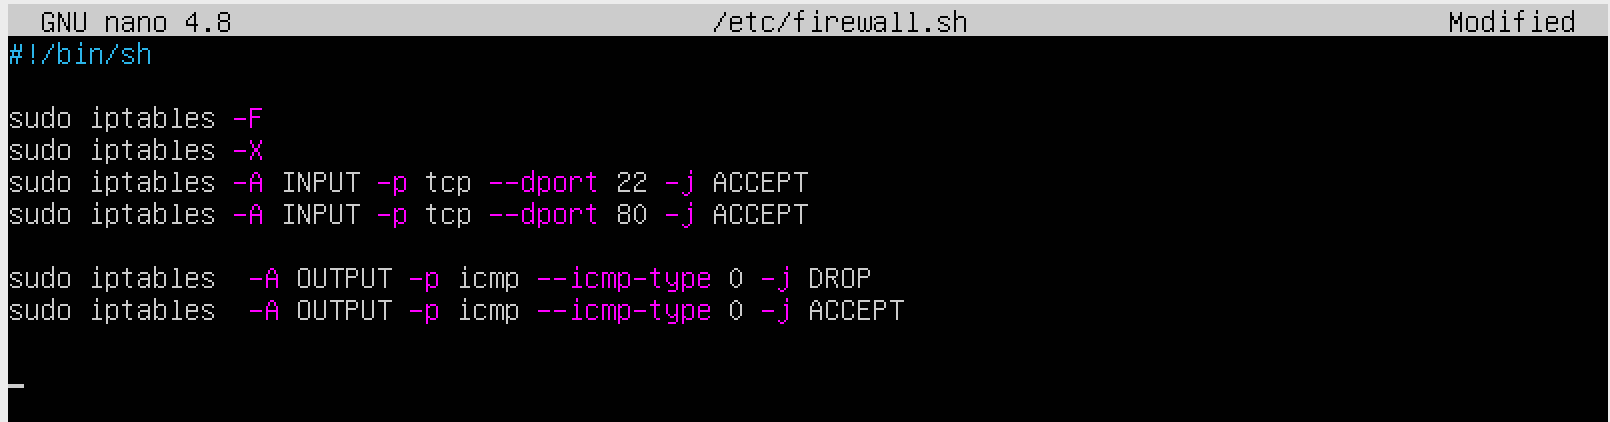 GNU nano 4.8 /etc/firewall.sh Modified
#!/bin/sh
sudo iptables -F
sudo iptables -X
sudo iptables -A INPUT -p tcp --dport 22 -j ACCEPT
sudo iptables -A INPUT -p tcp --dport 80 -j ACCEPT
sudo iptables  -A OUTPUT -p icmp --icmp-type 0 -j DROP
sudo iptables  -A OUTPUT -p icmp --icmp-type 0 -j ACCEPT